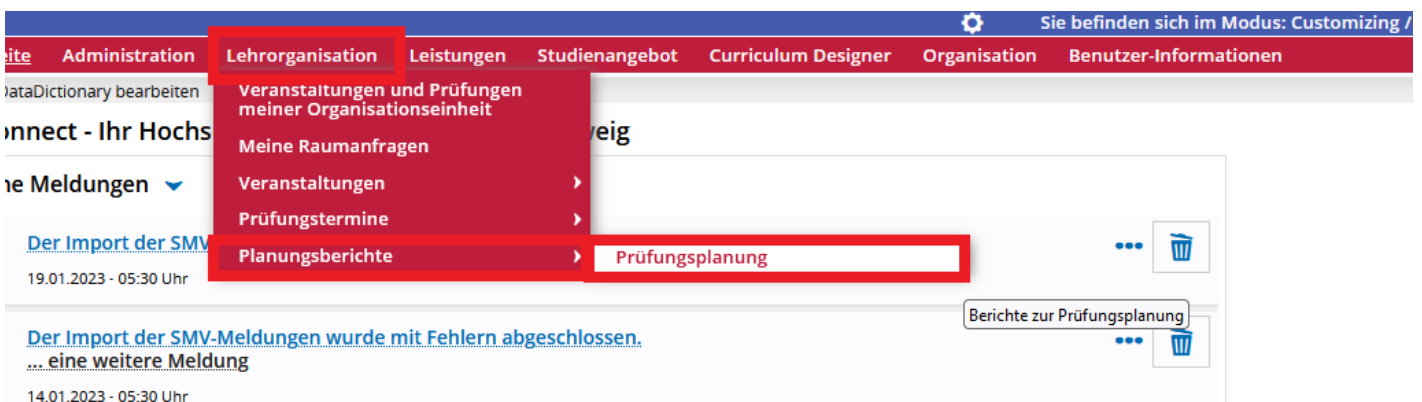 Sie befinden sich im Modus: Customizing /
eite Administration Lehrorganisation Leistungen Studienangebot Curriculum Designer Organisation Benutzer-Informationen
DataDictionary bearbeiten
Veranstaltungen und Prüfungen
meiner Organisationseinheit
onnect - Ihr Hochs
eig
Meine Raumanfragen
ne Meldungen
Veranstaltungen
Prüfungstermine
Der Import der SMV
Planungsberichte
Prüfungsplanung
19.01.2023 - 05:30 Uhr
Berichte zur Prüfungsplanung
Der Import der SMV-Meldungen wurde mit Fehlern abgeschlossen.
... eine weitere Meldung
14.01.2023 - 05:30 Uhr